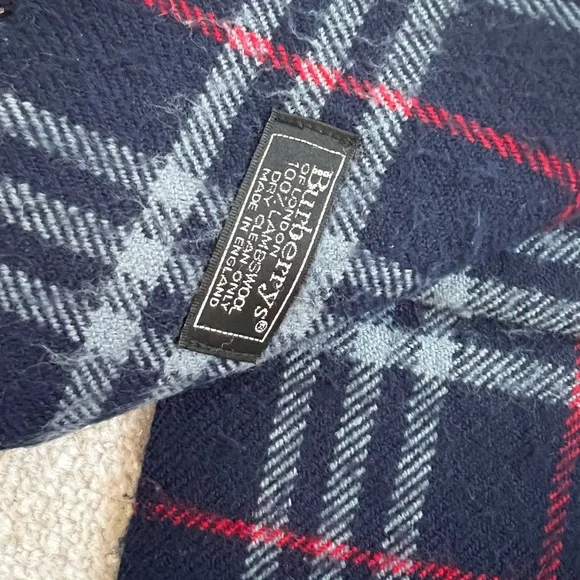 Burberrys®
OF LONDON
100% LAMBSWOOL
DRY CLEAN ONLY
MADE IN ENGLAND